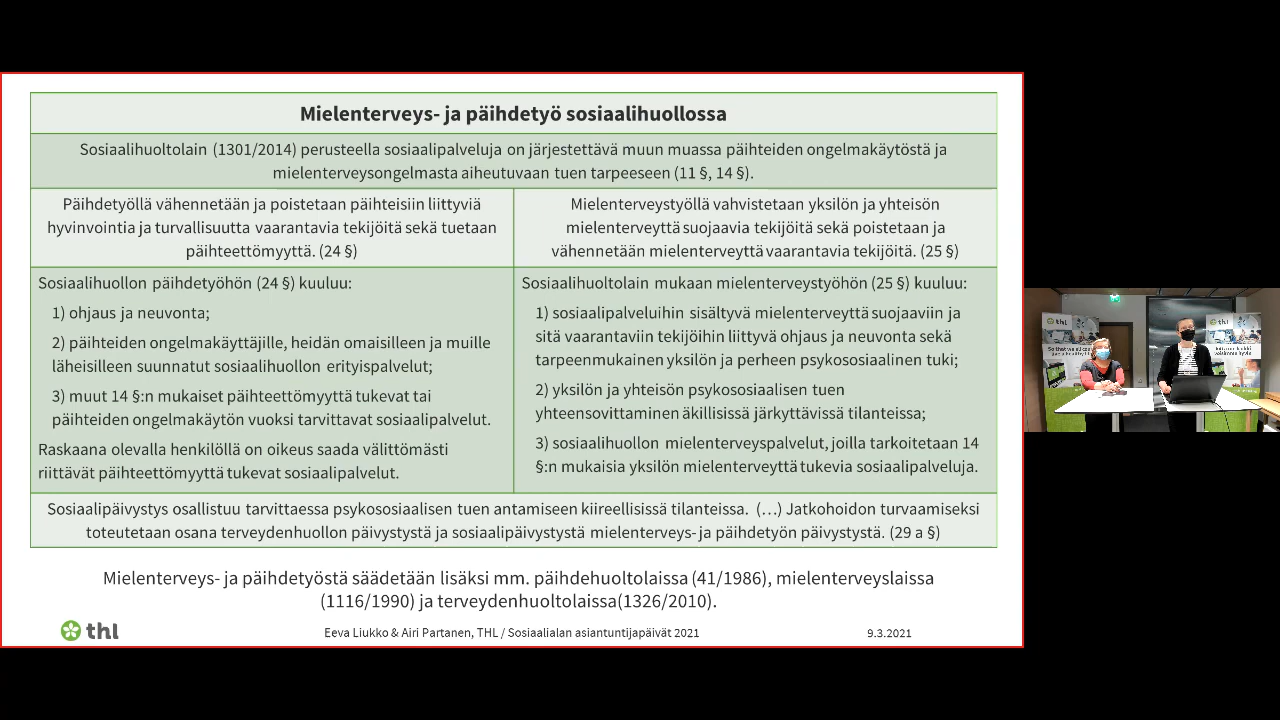 Mielenterveys- ja päihdetyö sosiaalihuollossa
Sosiaalihuoltolain (1301/2014) perusteella sosiaalipalveluja on järjestettävä muun muassa päihteiden ongelmakäytöstä ja
mielenterveysongelmasta aiheutuvaan tuen tarpeeseen (11 §, 14 §).
Päihdetyöllä vähennetään ja poistetaan päihteisiin liittyviä
hyvinvointia ja turvallisuutta vaarantavia tekijöitä sekä tuetaan
päihteettömyyttä. (24 §)
Mielenterveystyöllä vahvistetaan yksilön ja yhteisön
mielenterveyttä suojaavia tekijöitä sekä poistetaan ja
vähennetään mielenterveyttä vaarantavia tekijöitä. (25 §)
Sosiaalihuollon päihdetyöhön (24 §) kuuluu:
1) ohjaus ja neuvonta;
2) päihteiden ongelmakäyttäjille, heidän omaisilleen ja muille
läheisilleen suunnatut sosiaalihuollon erityispalvelut;
3) muut 14 §:n mukaiset päihteettömyyttä tukevat tai
päihteiden ongelmakäytön vuoksi tarvittavat sosiaalipalvelut.
Raskaana olevalla henkilöllä on oikeus saada välittömästi
riittävät päihteettömyyttä tukevat sosiaalipalvelut.
Sosiaalihuoltolain mukaan mielenterveystyöhön (25 §) kuuluu:
1) sosiaalipalveluihin sisältyvä mielenterveyttä suojaaviin ja
sitä vaarantaviin tekijöihin liittyvä ohjaus ja neuvonta sekä
tarpeenmukainen yksilön ja perheen psykososiaalinen tuki;
2) yksilön ja yhteisön psykososiaalisen tuen
yhteensovittaminen äkillisissä järkyttävissä tilanteissa;
3) sosiaalihuollon mielenterveyspalvelut, joilla tarkoitetaan 14
§:n mukaisia yksilön mielenterveyttä tukevia sosiaalipalveluja.
Sosiaalipäivystys osallistuu tarvittaessa psykososiaalisen tuen antamiseen kiireellisissä tilanteissa. (…) Jatkohoidon turvaamiseksi
toteutetaan osana terveydenhuollon päivystystä ja sosiaalipäivystystä mielenterveys- ja päihdetyön päivystystä. (29 a §)
Mielenterveys- ja päihdetyöstä säädetään lisäksi mm. päihdehuoltolaissa (41/1986), mielenterveyslaissa
(1116/1990) ja terveydenhuoltolaissa(1326/2010).
thl
Eeva Liukko & Airi Partanen, THL / Sosiaalialan asiantuntijapäivät 2021
9.3.2021
thl
thl